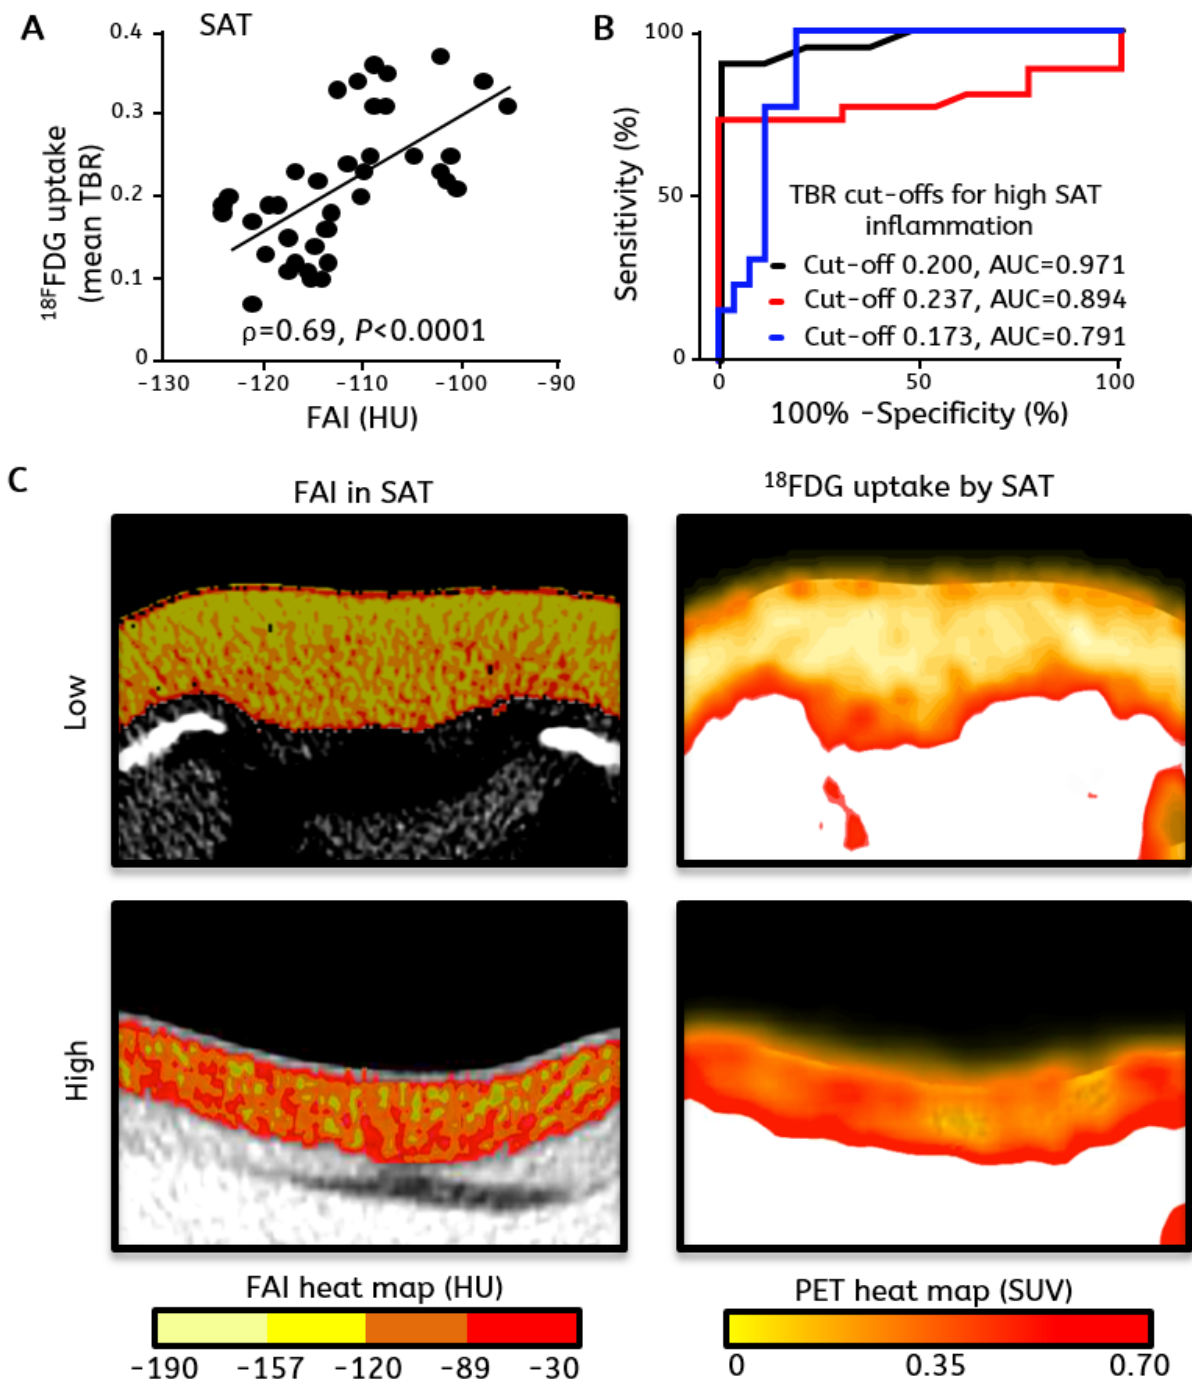 A
SAT
0.4
0.3
0.2
0.1
0
¹⁸FFDG uptake
(mean TBR)
ρ=0.69, P<0.0001
-130
-120
-110
-100
-90
FAI (HU)
B
100
50
0
Sensitivity (%)
TBR cut-offs for high SAT
inflammation
Cut-off 0.200, AUC=0.971
Cut-off 0.237, AUC=0.894
Cut-off 0.173, AUC=0.791
0
50
100
100% -Specificity (%)
C
FAI in SAT
¹⁸FDG uptake by SAT
Low
High
FAI heat map (HU)
-190
-157
-120
-89
-30
PET heat map (SUV)
0
0.35
0.70